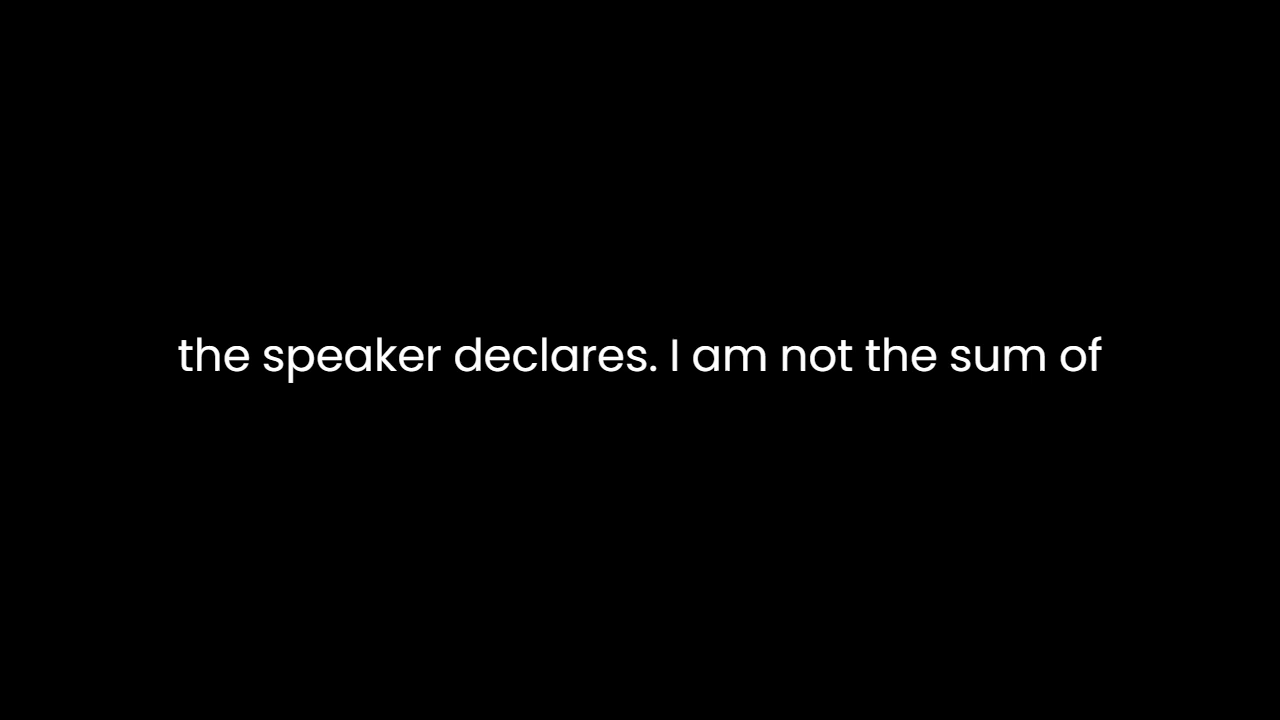 the speaker declares. I am not the sum of